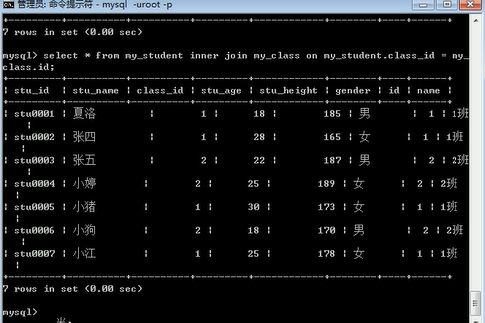 管理员: 命令提示符 - mysql -uroot -p
7 rows in set (0.00 sec)
mysql> select * from my_student inner join my_class on my_student.class_id = my_
class.id;
| stu_id | stu_name | class_id | stu_age | stu_height | gender | id | name |
| stu0001 | 夏洛 | 1 | 18 | 185 | 男 | 1 | 1班
|
| stu0002 | 张四 | 1 | 28 | 165 | 女 | 1 | 1班
|
| stu0003 | 张五 | 2 | 22 | 187 | 男 | 2 | 2班
|
| stu0004 | 小婷 | 2 | 25 | 189 | 女 | 2 | 2班
|
| stu0005 | 小猪 | 1 | 30 | 173 | 女 | 1 | 1班
|
| stu0006 | 小狗 | 2 | 18 | 170 | 男 | 2 | 2班
|
| stu0007 | 小江 | 1 | 25 | 178 | 女 | 1 | 1班
|
7 rows in set (0.00 sec)
mysql>
半: